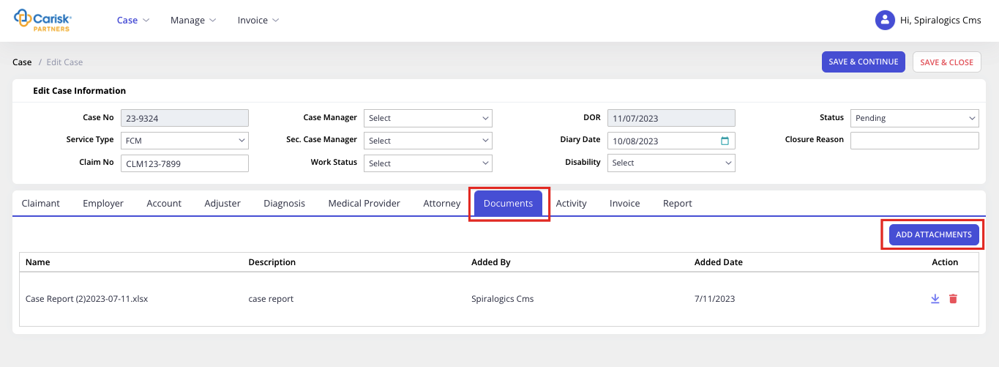 Carisk
PARTNERS
Case Manage Invoice
Hi, Spiralogics Cms
Case / Edit Case
SAVE & CONTINUE SAVE & CLOSE
Edit Case Information
Case No 23-9324 Case Manager Select DOR 11/07/2023 Status Pending
Service Type FCM Sec. Case Manager Select Diary Date 10/08/2023 Closure Reason
Claim No CLM123-7899 Work Status Select Disability Select
Claimant Employer Account Adjuster Diagnosis Medical Provider Attorney Documents Activity Invoice Report
ADD ATTACHMENTS
Name Description Added By Added Date Action
Case Report (2)2023-07-11.xlsx case report Spiralogics Cms 7/11/2023